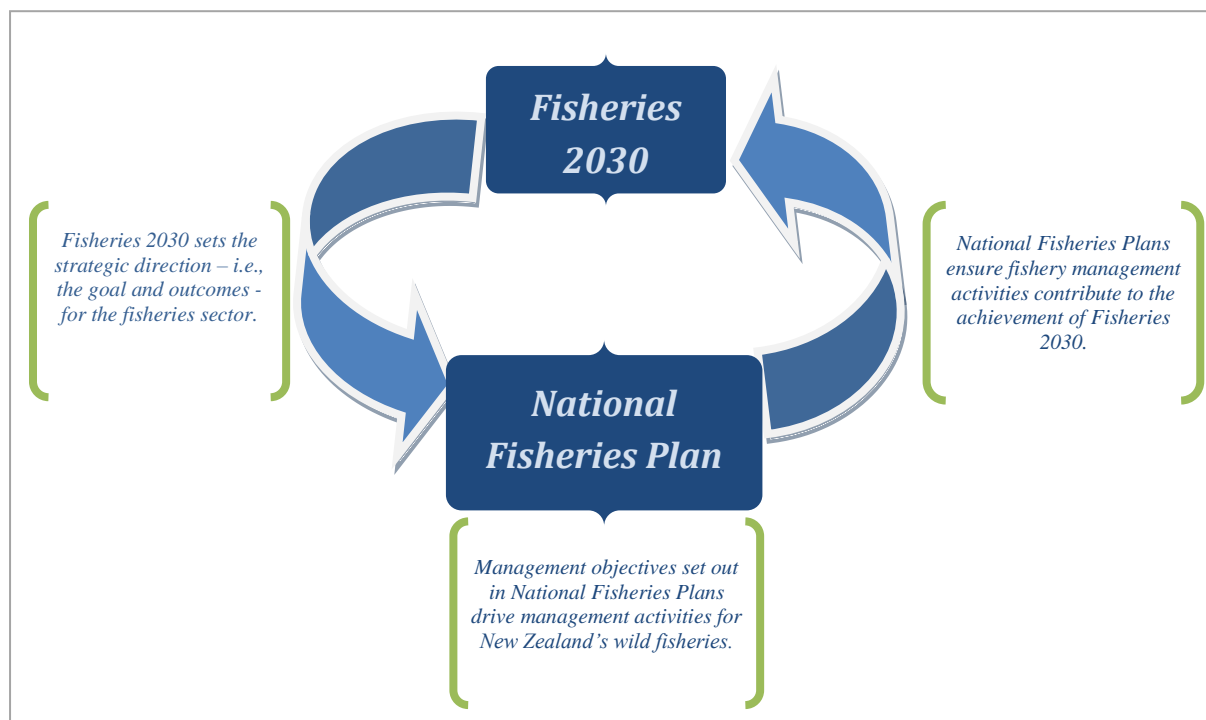 Fisheries
2030
Fisheries 2030 sets the
strategic direction – i.e.,
the goal and outcomes -
for the fisheries sector.
National Fisheries Plans
ensure fishery management
activities contribute to the
achievement of Fisheries
2030.
National
Fisheries Plan
Management objectives set out
in National Fisheries Plans
drive management activities for
New Zealand’s wild fisheries.